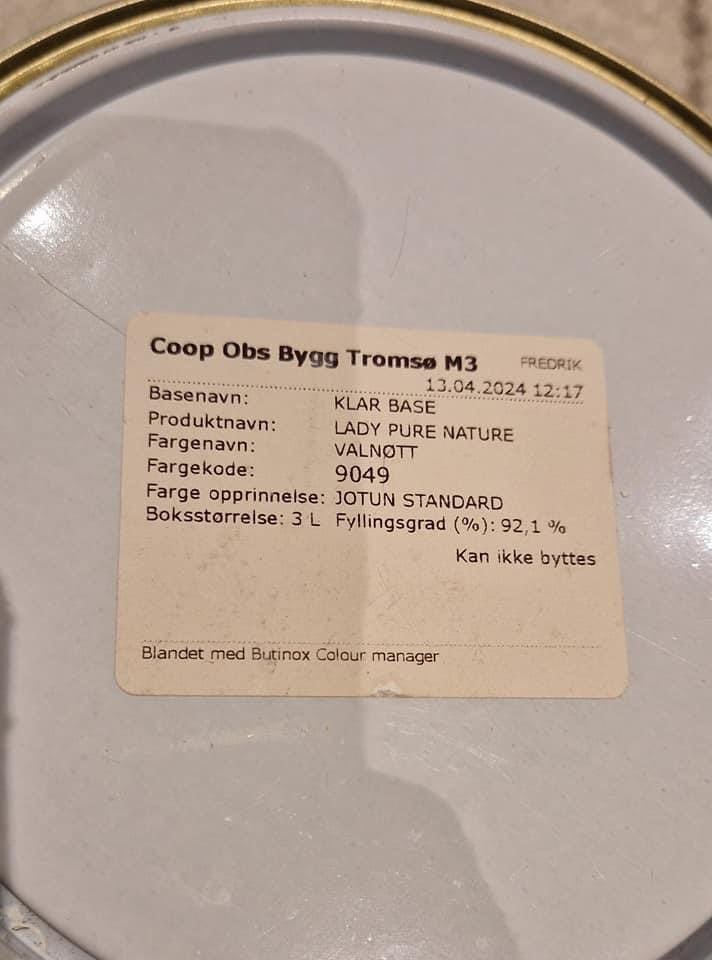 Coop Obs Bygg Tromsø M3 FREDRIK
13.04.2024 12:17
Basenavn: KLAR BASE
Produktnavn: LADY PURE NATURE
Fargenavn: VALNØTT
Fargekode: 9049
Farge opprinnelse: JOTUN STANDARD
Boksstørrelse: 3 L Fyllingsgrad (%): 92,1 %
Kan ikke byttes
Blandet med Butinox Colour manager